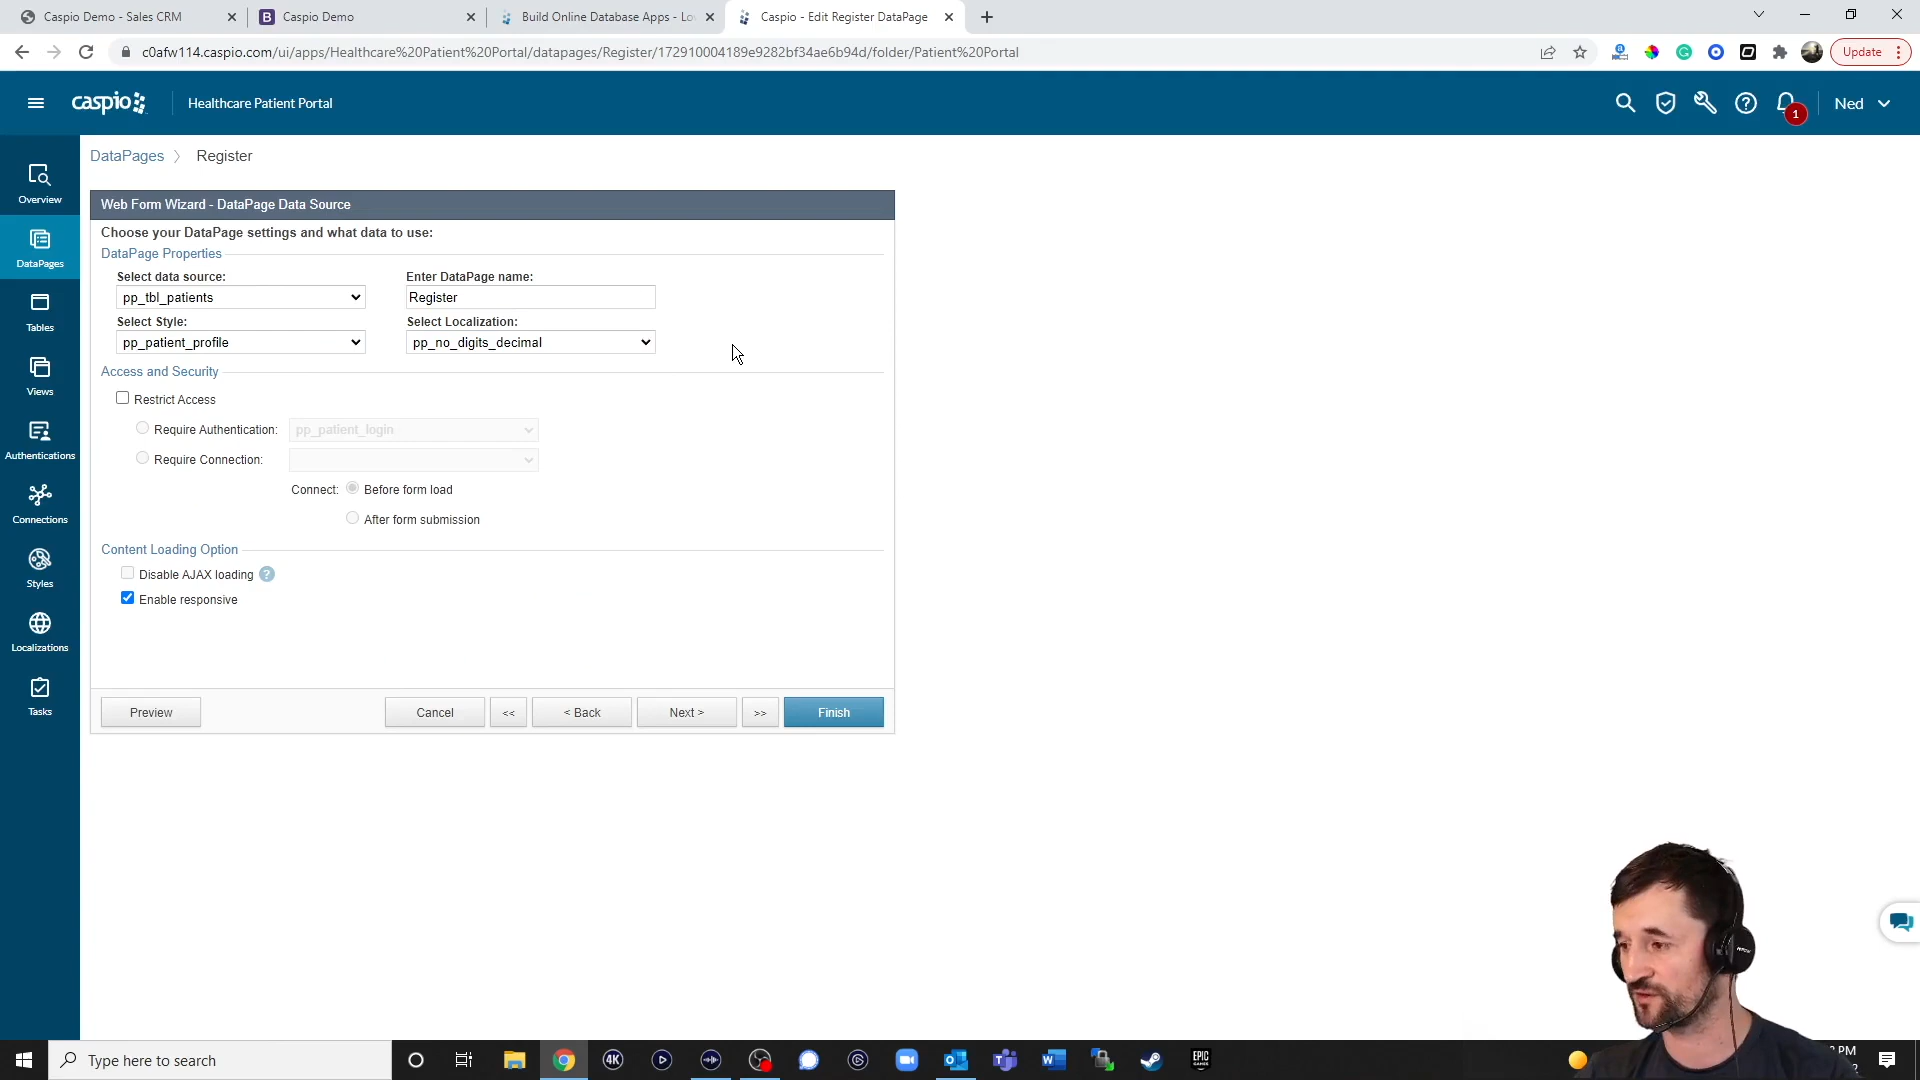 Caspio Demo - Sales CRM
B Caspio Demo
Build Online Database Apps - Lo
Caspio - Edit Register DataPage
c0afw114.caspio.com/ui/apps/Healthcare%20Patient%20Portal/datapages/Register/172910004189e9282bf34ae6b94d/folder/Patient%20Portal
Update
caspio
Healthcare Patient Portal
1
Ned
Overview
DataPages
Tables
Views
Authentications
Connections
Styles
Localizations
Tasks
DataPages Register
Web Form Wizard - DataPage Data Source
Choose your DataPage settings and what data to use:
DataPage Properties
Select data source: Enter DataPage name:
pp_tbl_patients Register
Select Style: Select Localization:
pp_patient_profile pp_no_digits_decimal
Access and Security
Restrict Access
Require Authentication: pp_patient_login
Require Connection:
Connect: Before form load
After form submission
Content Loading Option
Disable AJAX loading ?
Enable responsive
Preview Cancel << < Back Next > >> Finish
Type here to search
4K
EPIC GAMES
PM